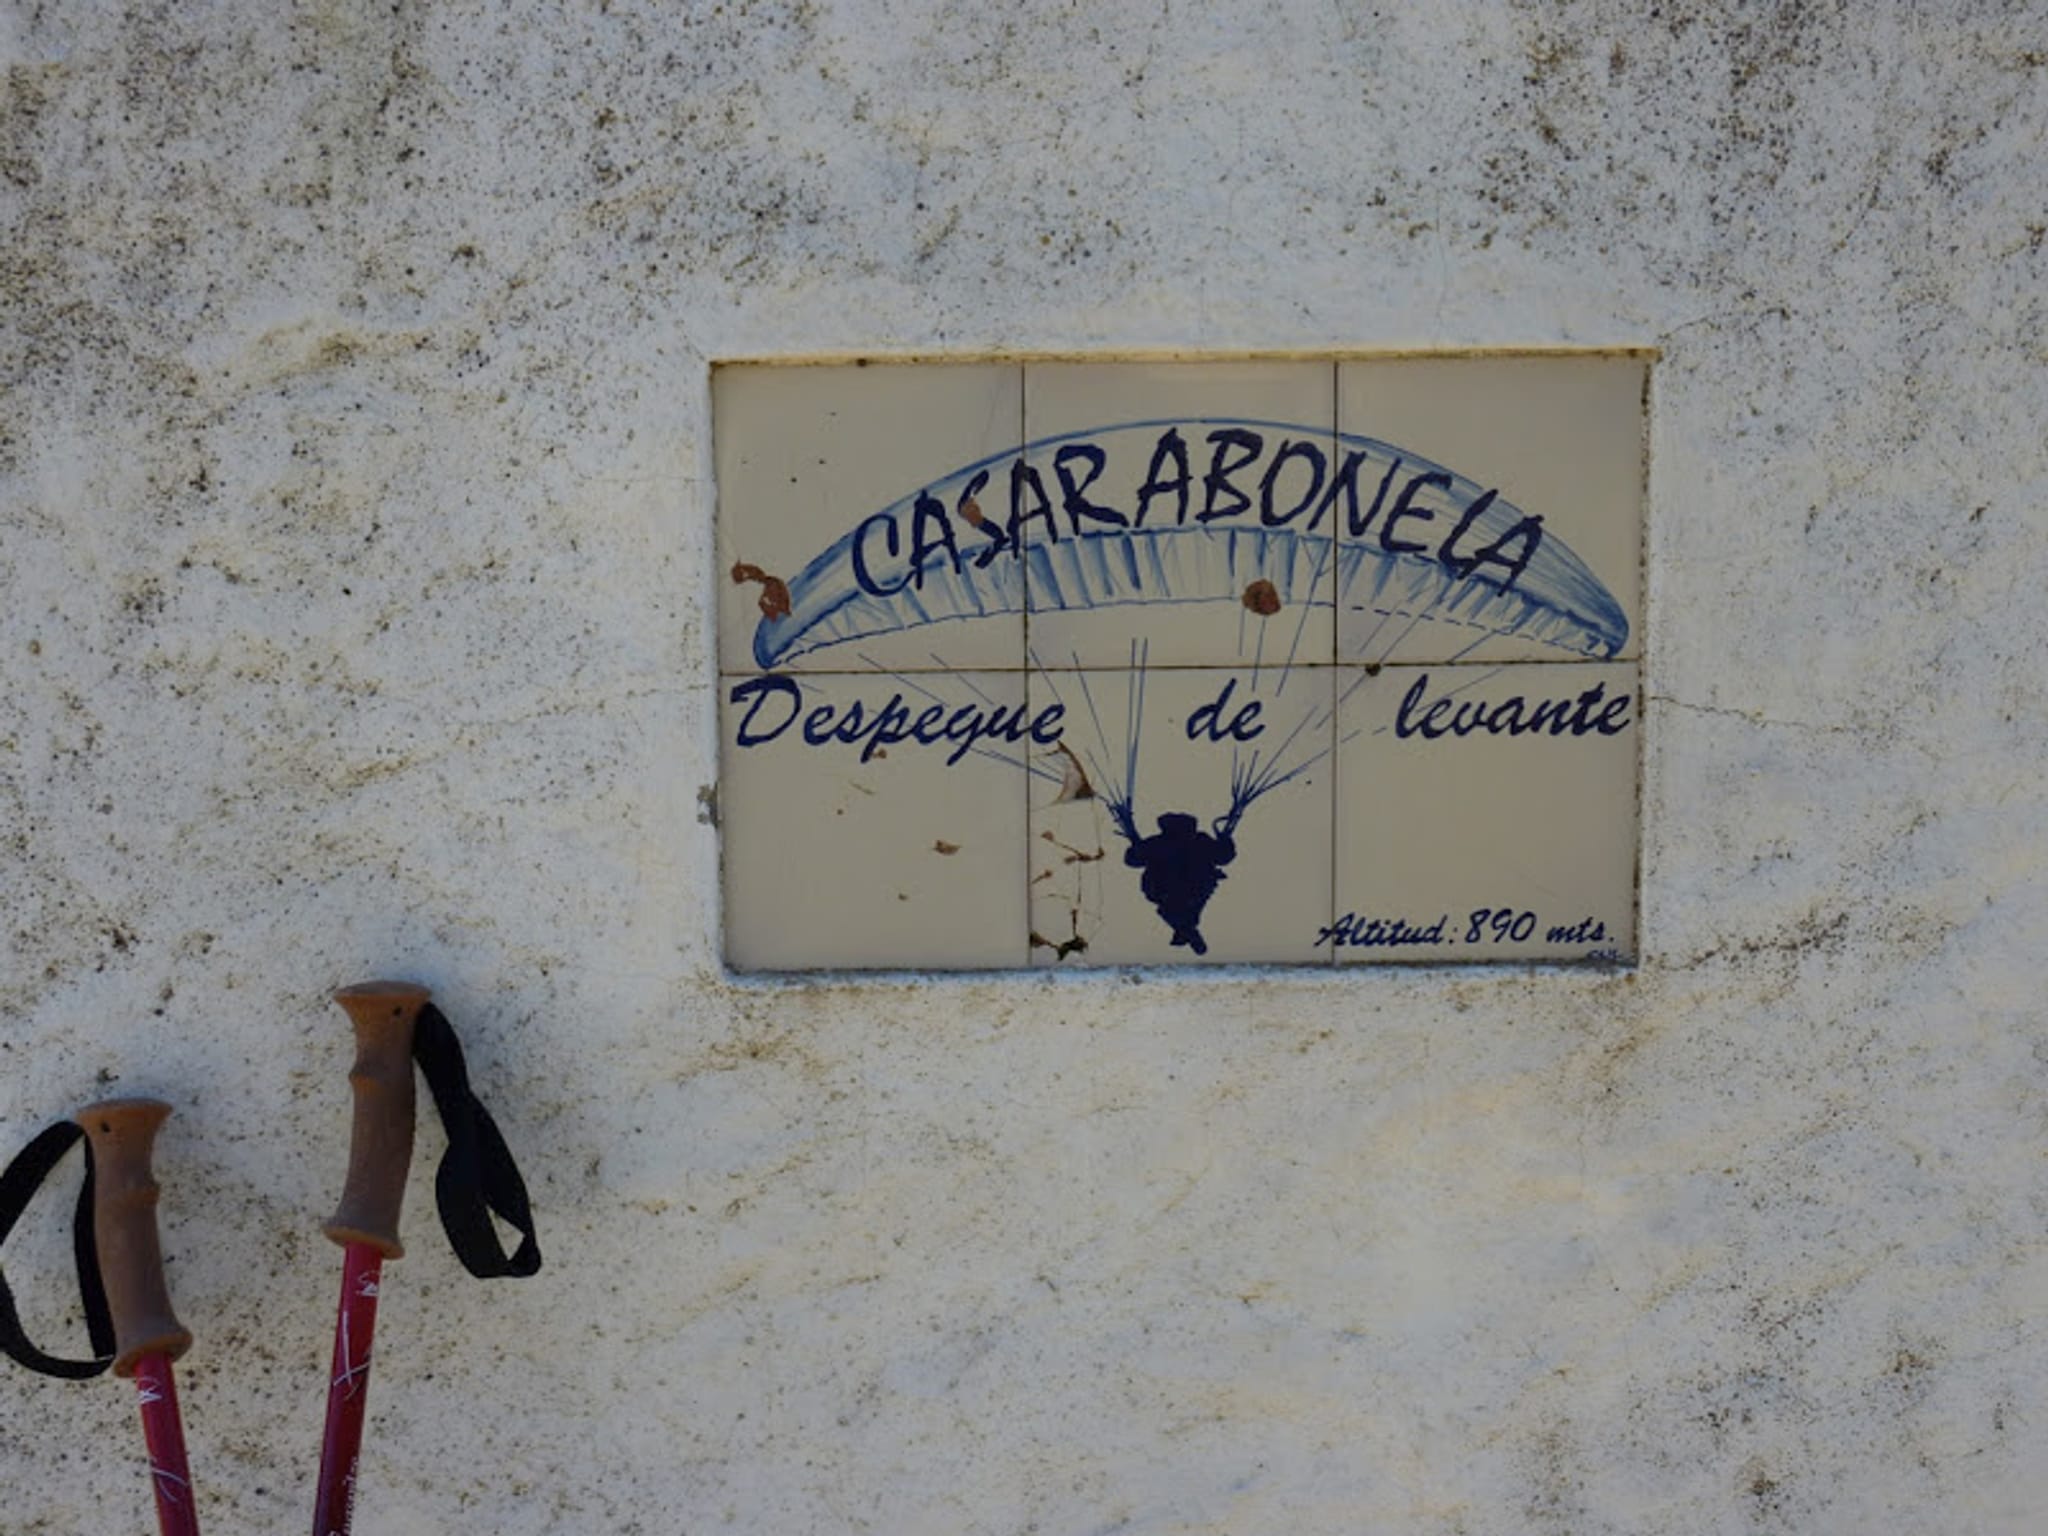 CASARABONELA
Despegue de levante
Altitud: 890 mts.